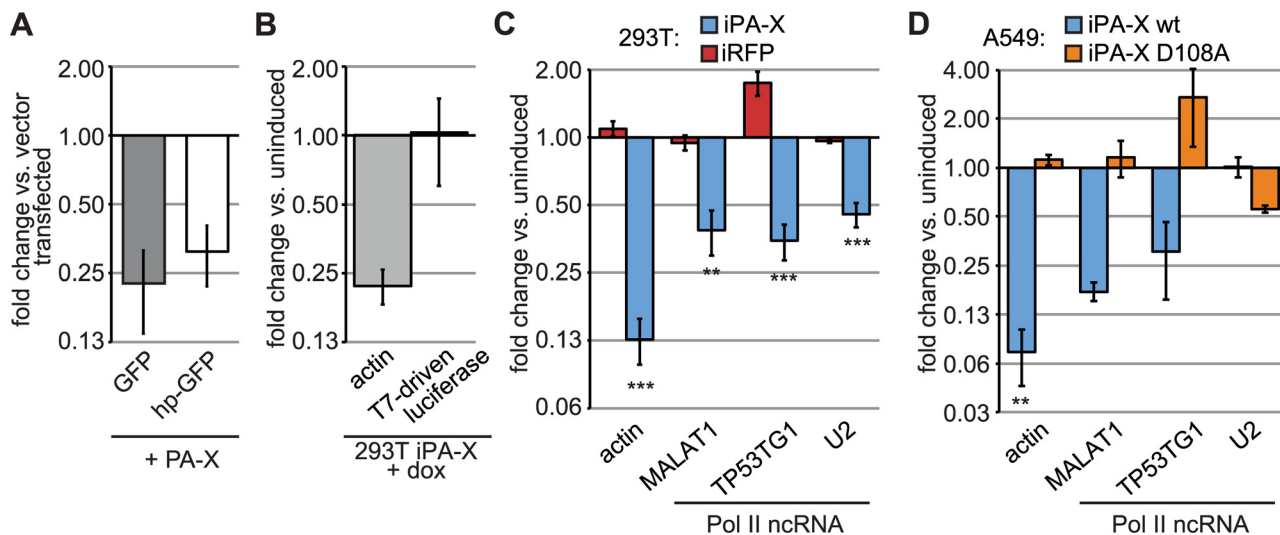 A
fold change vs. vector
transfected
2.00
1.00
0.50
0.25
0.13
GFP
hp-GFP
+ PA-X
B
fold change vs. uninduced
2.00
1.00
0.50
0.25
0.13
actin
T7-driven
luciferase
293T iPA-X
+ dox
C
293T:
iPA-X
iRFP
fold change vs. uninduced
2.00
1.00
0.50
0.25
0.13
0.06
***
**
***
***
actin
MALAT1
TP53TG1
U2
Pol II ncRNA
D
A549:
iPA-X wt
iPA-X D108A
fold change vs. uninduced
4.00
2.00
1.00
0.50
0.25
0.13
0.06
0.03
**
actin
MALAT1
TP53TG1
U2
Pol II ncRNA